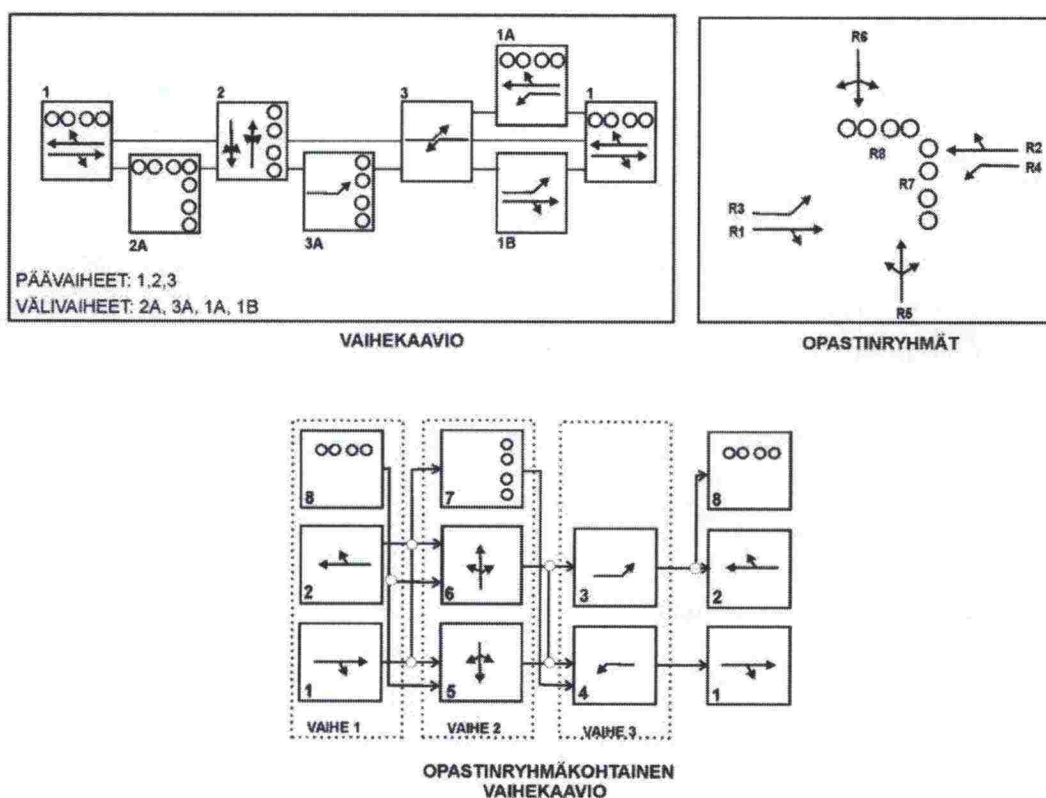 1A
1
2
3
1
2A
3A
1B
PÄÄVAIHEET: 1,2,3
VÄLIVAIHEET: 2A, 3A, 1A, 1B
VAIHEKAAVIO
R6
R8
R2
R7
R4
R3
R1
R5
OPASTINRYHMÄT
8
7
8
2
6
3
2
1
5
4
1
VAIHE 1
VAIHE 2
VAIHE 3
OPASTINRYHMÄKOHTAINEN
VAIHEKAAVIO